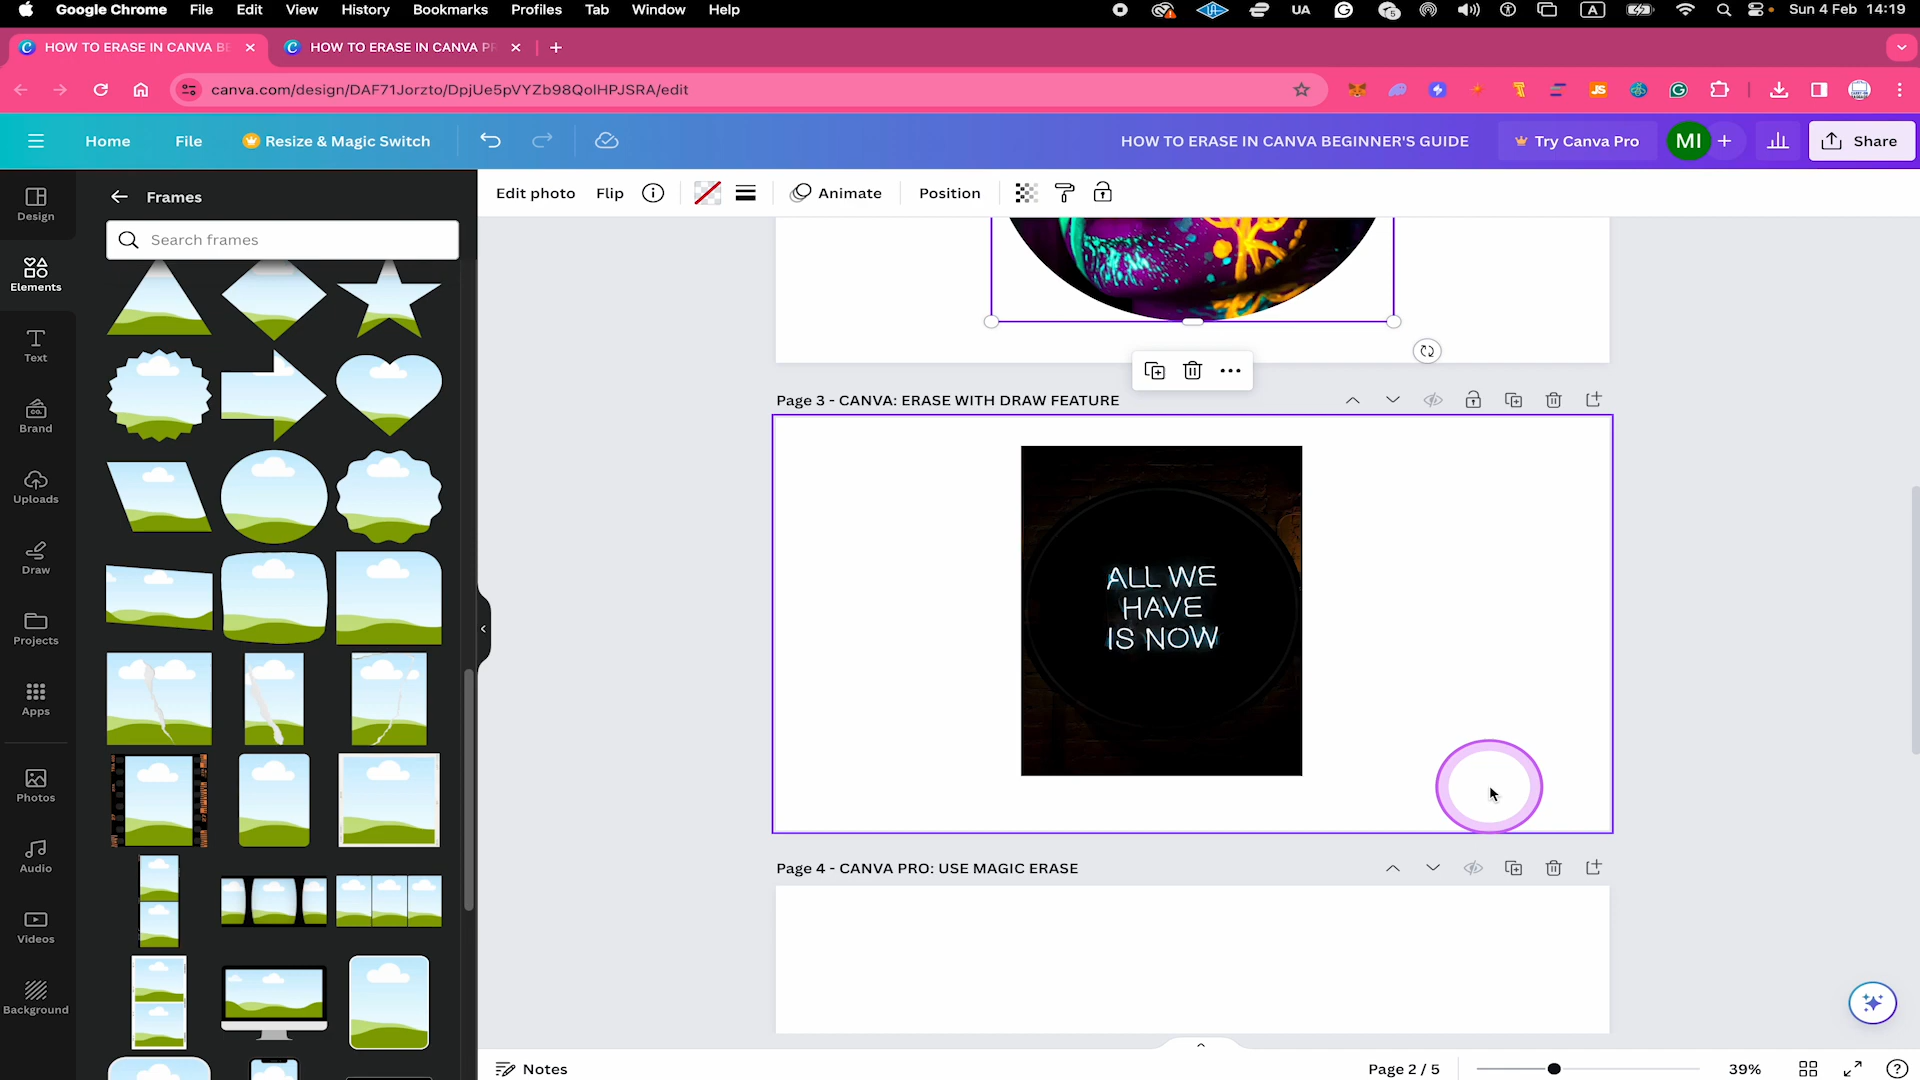 Google Chrome File Edit View History Bookmarks Profiles Tab Window Help
UA
5
A
Sun 4 Feb 14:19
HOW TO ERASE IN CANVA BE
HOW TO ERASE IN CANVA PR
canva.com/design/DAF71Jorzto/DpjUe5pVYZb98QolHPJSRA/edit
JS
Home File Resize & Magic Switch
HOW TO ERASE IN CANVA BEGINNER'S GUIDE
Try Canva Pro
MI
Share
Design
Elements
Text
Brand
Uploads
Draw
Projects
Apps
Photos
Audio
Videos
Background
Frames
Search frames
Edit photo Flip
Animate
Position
Page 3 - CANVA: ERASE WITH DRAW FEATURE
ALL WE
HAVE
IS NOW
Page 4 - CANVA PRO: USE MAGIC ERASE
Notes
Page 2 / 5
39%